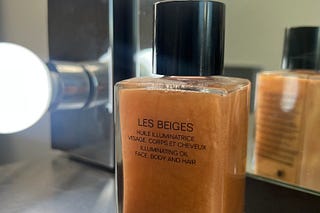 LES BEIGES
HUILE ILLUMINATRICE
VISAGE, CORPS ET CHEVEUX
ILLUMINATING OIL
FACE, BODY AND HAIR